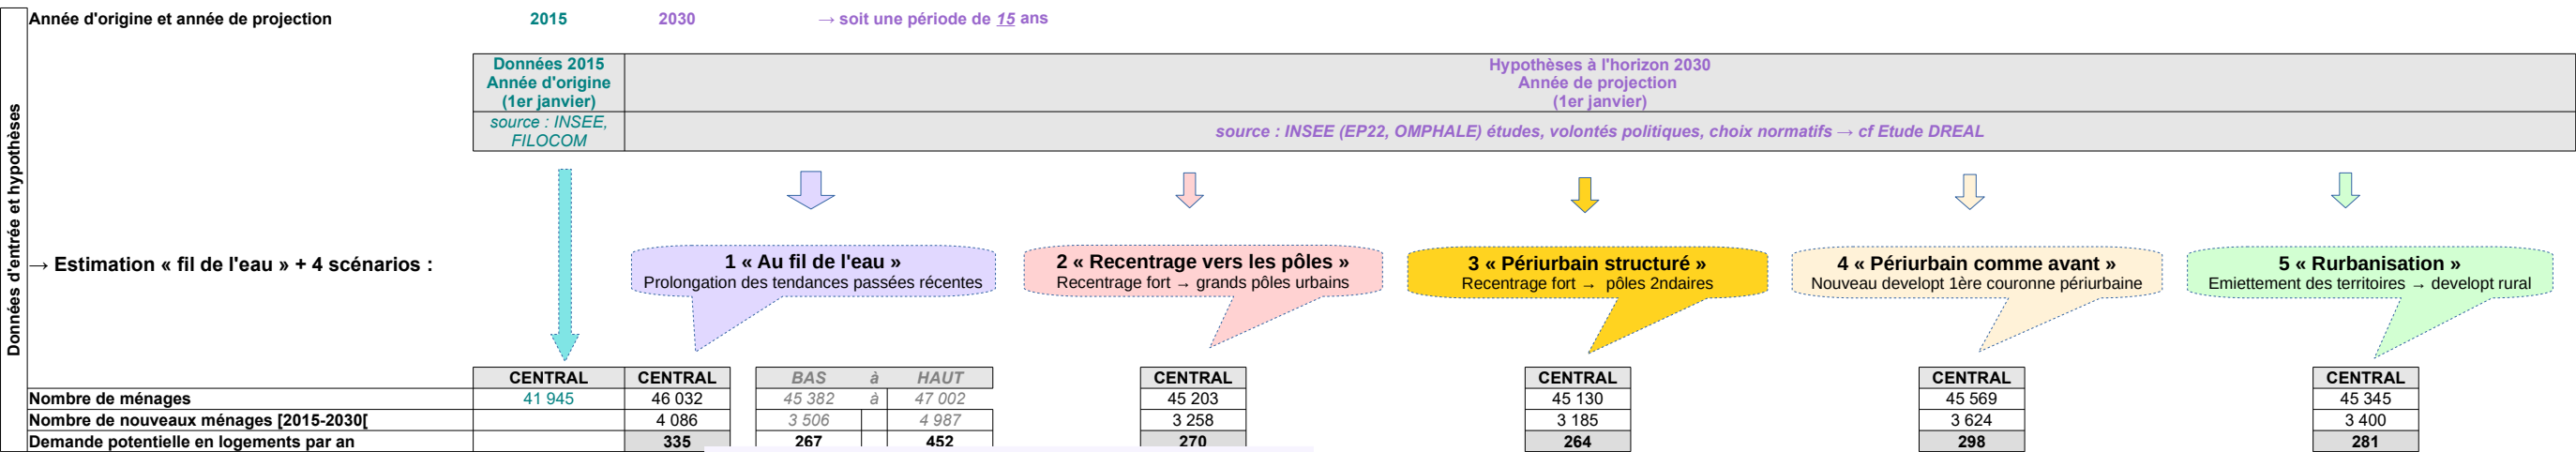 Données d'entrée et hypothèses
Année d'origine et année de projection 2015 2030 → soit une période de 15 ans
Données 2015
Année d'origine
(1er janvier)
source : INSEE,
FILOCOM
Hypothèses à l'horizon 2030
Année de projection
(1er janvier)
source : INSEE (EP22, OMPHALE) études, volontés politiques, choix normatifs → cf Etude DREAL
→ Estimation « fil de l'eau » + 4 scénarios :
1 « Au fil de l'eau »
Prolongation des tendances passées récentes
2 « Recentrage vers les pôles »
Recentrage fort → grands pôles urbains
3 « Périurbain structuré »
Recentrage fort → pôles 2ndaires
4 « Périurbain comme avant »
Nouveau developt 1ère couronne périurbaine
5 « Rurbanisation »
Emiettement des territoires → developt rural
CENTRAL CENTRAL BAS à HAUT CENTRAL CENTRAL CENTRAL CENTRAL
Nombre de ménages 41 945 46 032 45 382 à 47 002 45 203 45 130 45 569 45 345
Nombre de nouveaux ménages [2015-2030[ 4 086 3 506 4 987 3 258 3 185 3 624 3 400
Demande potentielle en logements par an 335 267 452 270 264 298 281